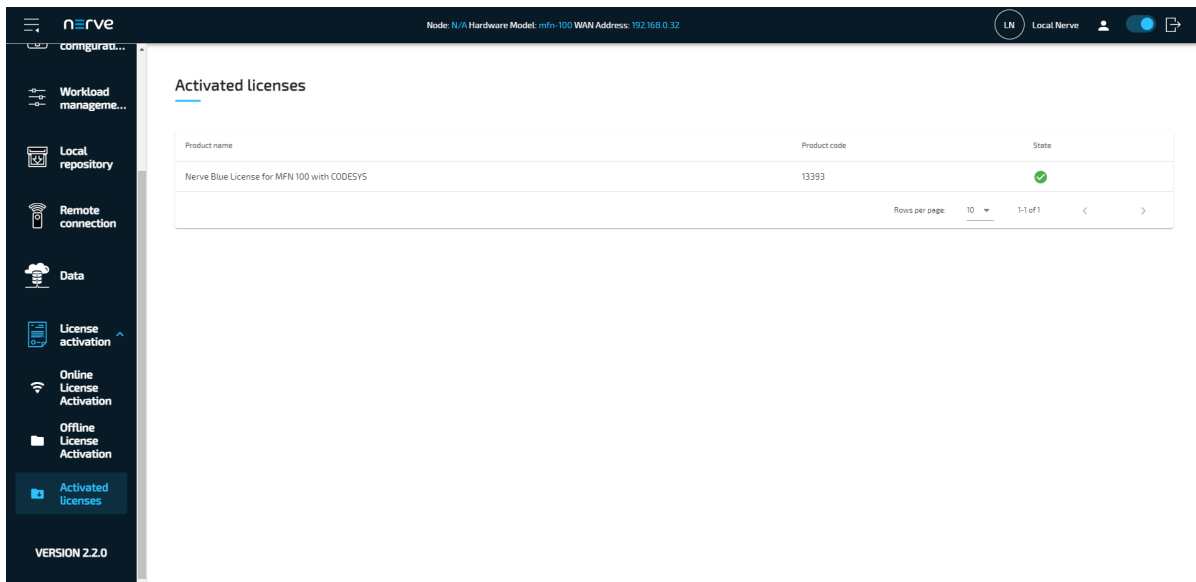 nerve
Node: N/A Hardware Model: mfn-100 WAN Address: 192.168.0.32
LN
Local Nerve
configurati...
Workload
manageme...
Local
repository
Remote
connection
Data
License
activation
Online
License
Activation
Offline
License
Activation
Activated
licenses
VERSION 2.2.0
Activated licenses
Product name Product code State
Nerve Blue License for MFN 100 with CODESYS 13393
Rows per page: 10 1-1 of 1